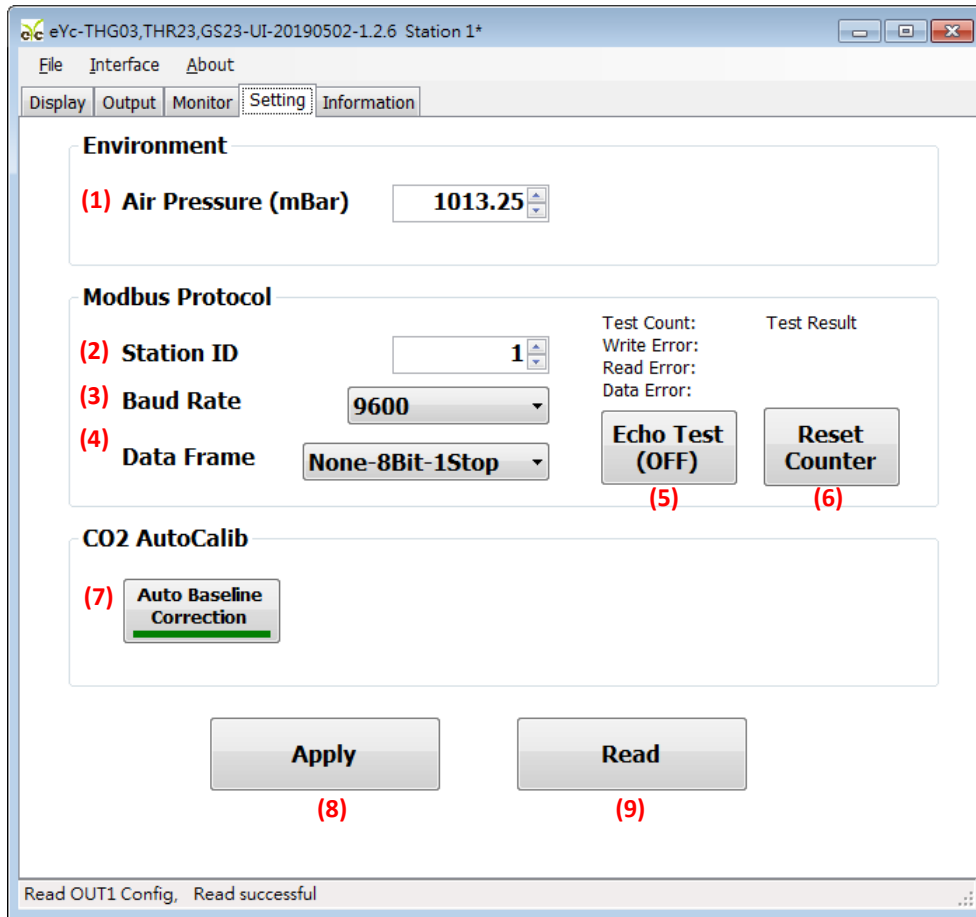 eYc eYc-THG03,THR23,GS23-UI-20190502-1.2.6 Station 1*
File Interface About
Display Output Monitor Setting Information
Environment
(1) Air Pressure (mBar) 1013.25
Modbus Protocol
(2) Station ID 1
(3) Baud Rate 9600
(4) Data Frame None-8Bit-1Stop
Test Count: Test Result
Write Error:
Read Error:
Data Error:
Echo Test
(OFF)
(5)
Reset
Counter
(6)
CO2 AutoCalib
(7) Auto Baseline
Correction
Apply
(8)
Read
(9)
Read OUT1 Config, Read successful